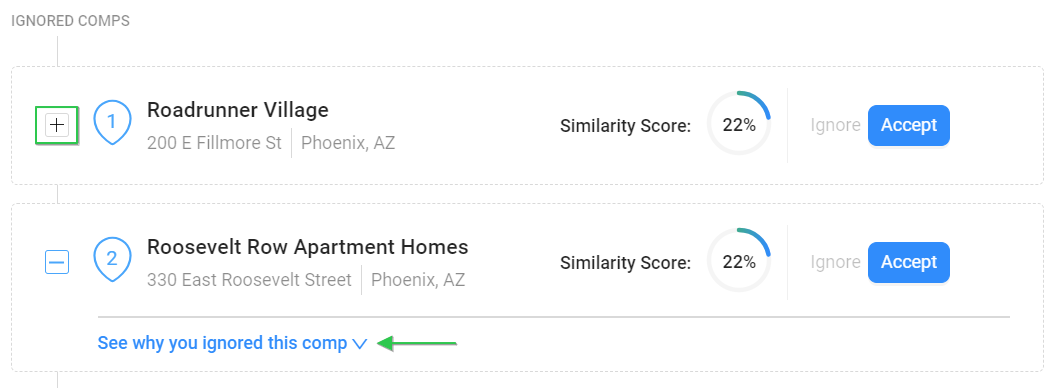 IGNORED COMPS
1
Roadrunner Village
200 E Fillmore St | Phoenix, AZ
Similarity Score:
22%
Ignore
Accept
2
Roosevelt Row Apartment Homes
330 East Roosevelt Street | Phoenix, AZ
Similarity Score:
22%
Ignore
Accept
See why you ignored this comp